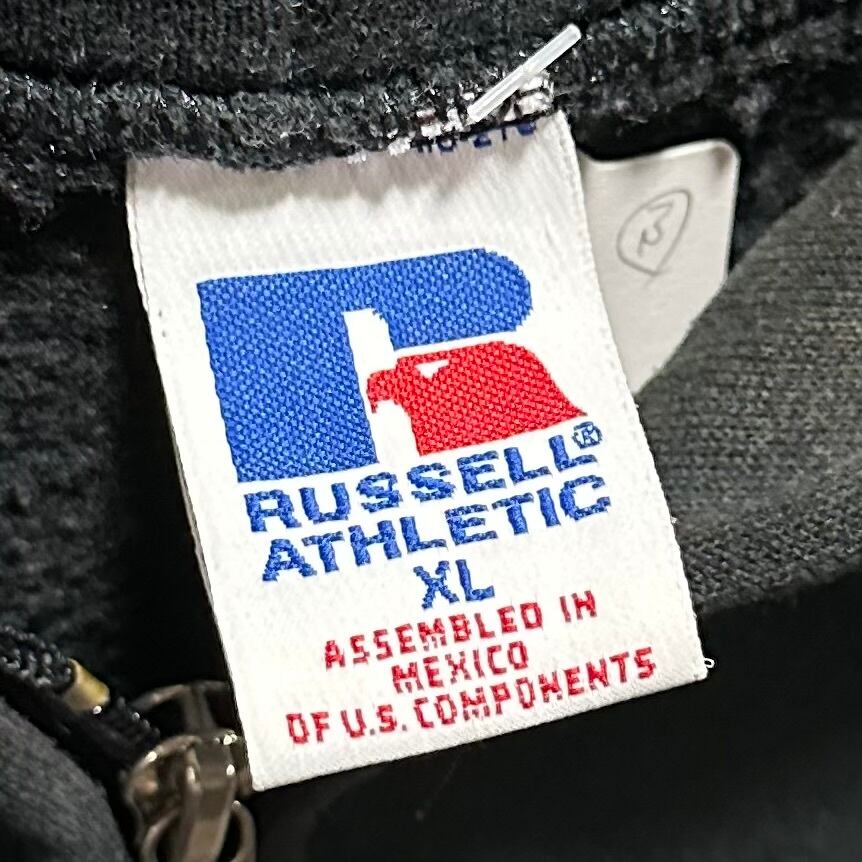 RUSSELL®
ATHLETIC
XL
ASSEMBLED IN
MEXICO
OF U.S. COMPONENTS